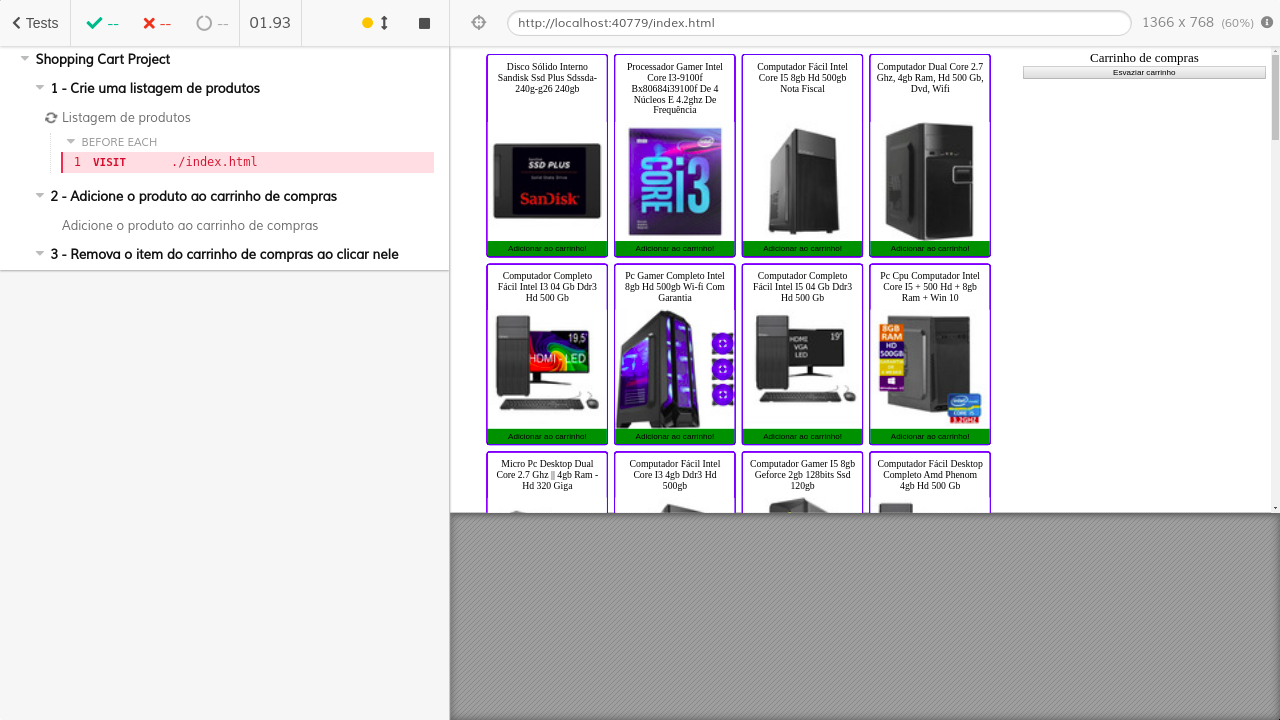 Tests
--
--
--
01.93
http://localhost:40779/index.html
1366 x 768 (60%)
Shopping Cart Project
1 - Crie uma listagem de produtos
Listagem de produtos
BEFORE EACH
1 VISIT ./index.html
2 - Adicione o produto ao carrinho de compras
Adicione o produto ao carrinho de compras
3 - Remova o item do carrinho de compras ao clicar nele
Disco Sólido Interno
Sandisk Ssd Plus Sdssda-
240g-g26 240gb
SSD PLUS
SanDisk
Adicionar ao carrinho!
Processador Gamer Intel
Core I3-9100f
Bx80684i39100f De 4
Núcleos E 4.2ghz De
Frequência
CORE i3
Adicionar ao carrinho!
Computador Fácil Intel
Core I5 8gb Hd 500gb
Nota Fiscal
Adicionar ao carrinho!
Computador Dual Core 2.7
Ghz, 4gb Ram, Hd 500 Gb,
Dvd, Wifi
Adicionar ao carrinho!
Carrinho de compras
Esvaziar carrinho
Computador Completo
Fácil Intel I3 04 Gb Ddr3
Hd 500 Gb
19,5"
HDMI - LED
Adicionar ao carrinho!
Pc Gamer Completo Intel
8gb Hd 500gb Wi-fi Com
Garantia
Adicionar ao carrinho!
Computador Completo
Fácil Intel I5 04 Gb Ddr3
Hd 500 Gb
HDMI
VGA
LED
19"
Adicionar ao carrinho!
Pc Cpu Computador Intel
Core I5 + 500 Hd + 8gb
Ram + Win 10
8GB
RAM
HD
500GB
intel
CORE i5
3.2GHZ
Adicionar ao carrinho!
Micro Pc Desktop Dual
Core 2.7 Ghz || 4gb Ram -
Hd 320 Giga
Computador Fácil Intel
Core I3 4gb Ddr3 Hd
500gb
Computador Gamer I5 8gb
Geforce 2gb 128bits Ssd
120gb
Computador Fácil Desktop
Completo Amd Phenom
4gb Hd 500 Gb